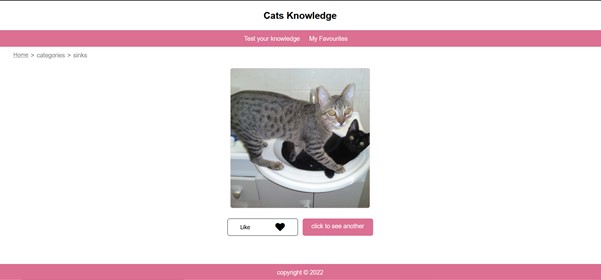 Cats Knowledge
Test your knowledge My Favourites
Home > categories > sinks
Like
click to see another
copyright © 2022